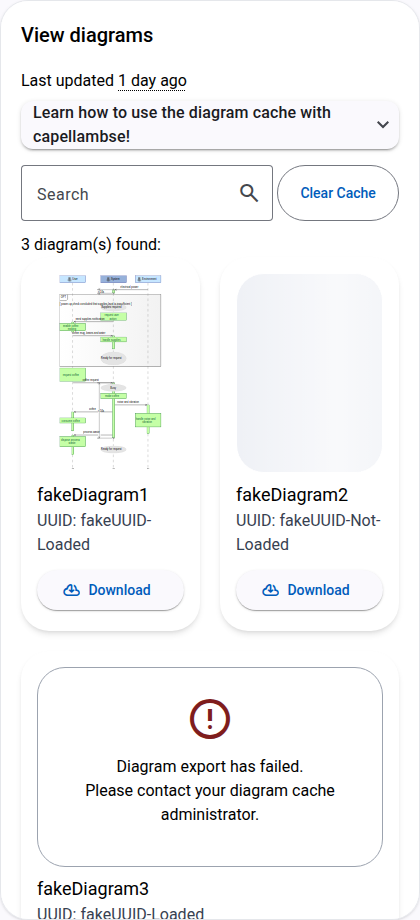 View diagrams
Last updated 1 day ago
Learn how to use the diagram cache with
capellambse!
Search
Clear Cache
3 diagram(s) found:
fakeDiagram1
UUID: fakeUUID-
Loaded
Download
fakeDiagram2
UUID: fakeUUID-Not-
Loaded
Download
Diagram export has failed.
Please contact your diagram cache
administrator.
fakeDiagram3
UUID: fakeUUID-Loaded